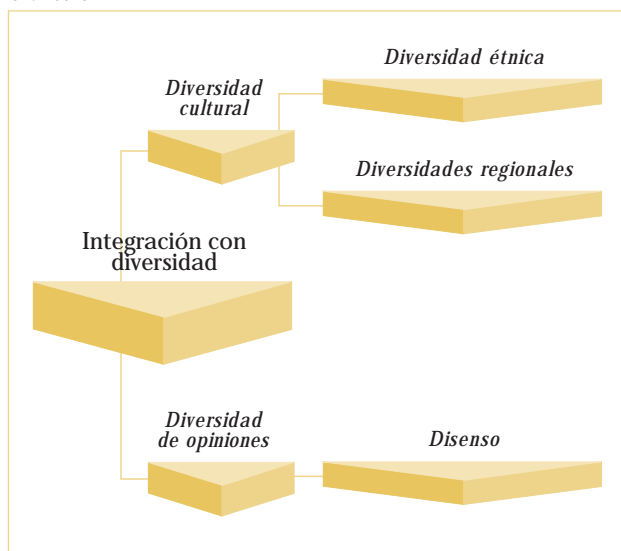 Diversidad étnica
Diversidad
cultural
Diversidades regionales
Integración con
diversidad
Diversidad
de opiniones
Disenso